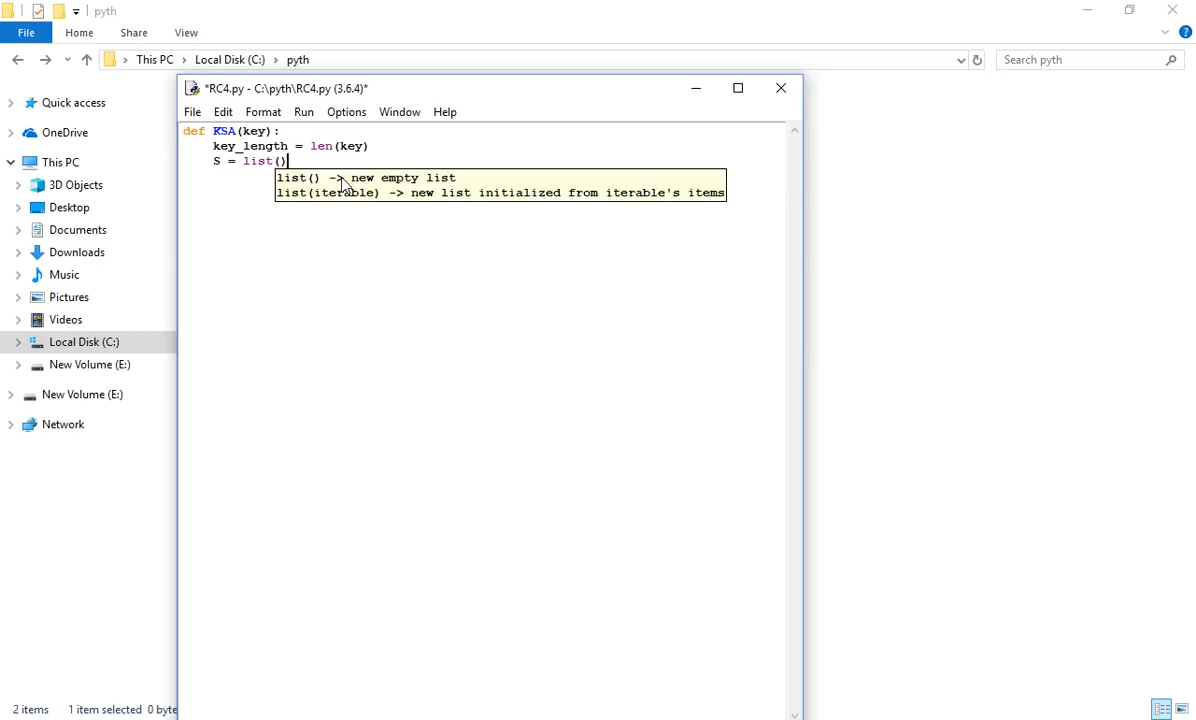 pyth
File Home Share View
This PC Local Disk (C:) pyth
Search pyth
Quick access
OneDrive
This PC
3D Objects
Desktop
Documents
Downloads
Music
Pictures
Videos
Local Disk (C:)
New Volume (E:)
New Volume (E:)
Network
2 items 1 item selected 0 byte
*RC4.py - C:\pyth\RC4.py (3.6.4)*
File Edit Format Run Options Window Help
def KSA(key):
key_length = len(key)
S = list()
list() -> new empty list
list(iterable) -> new list initialized from iterable's items